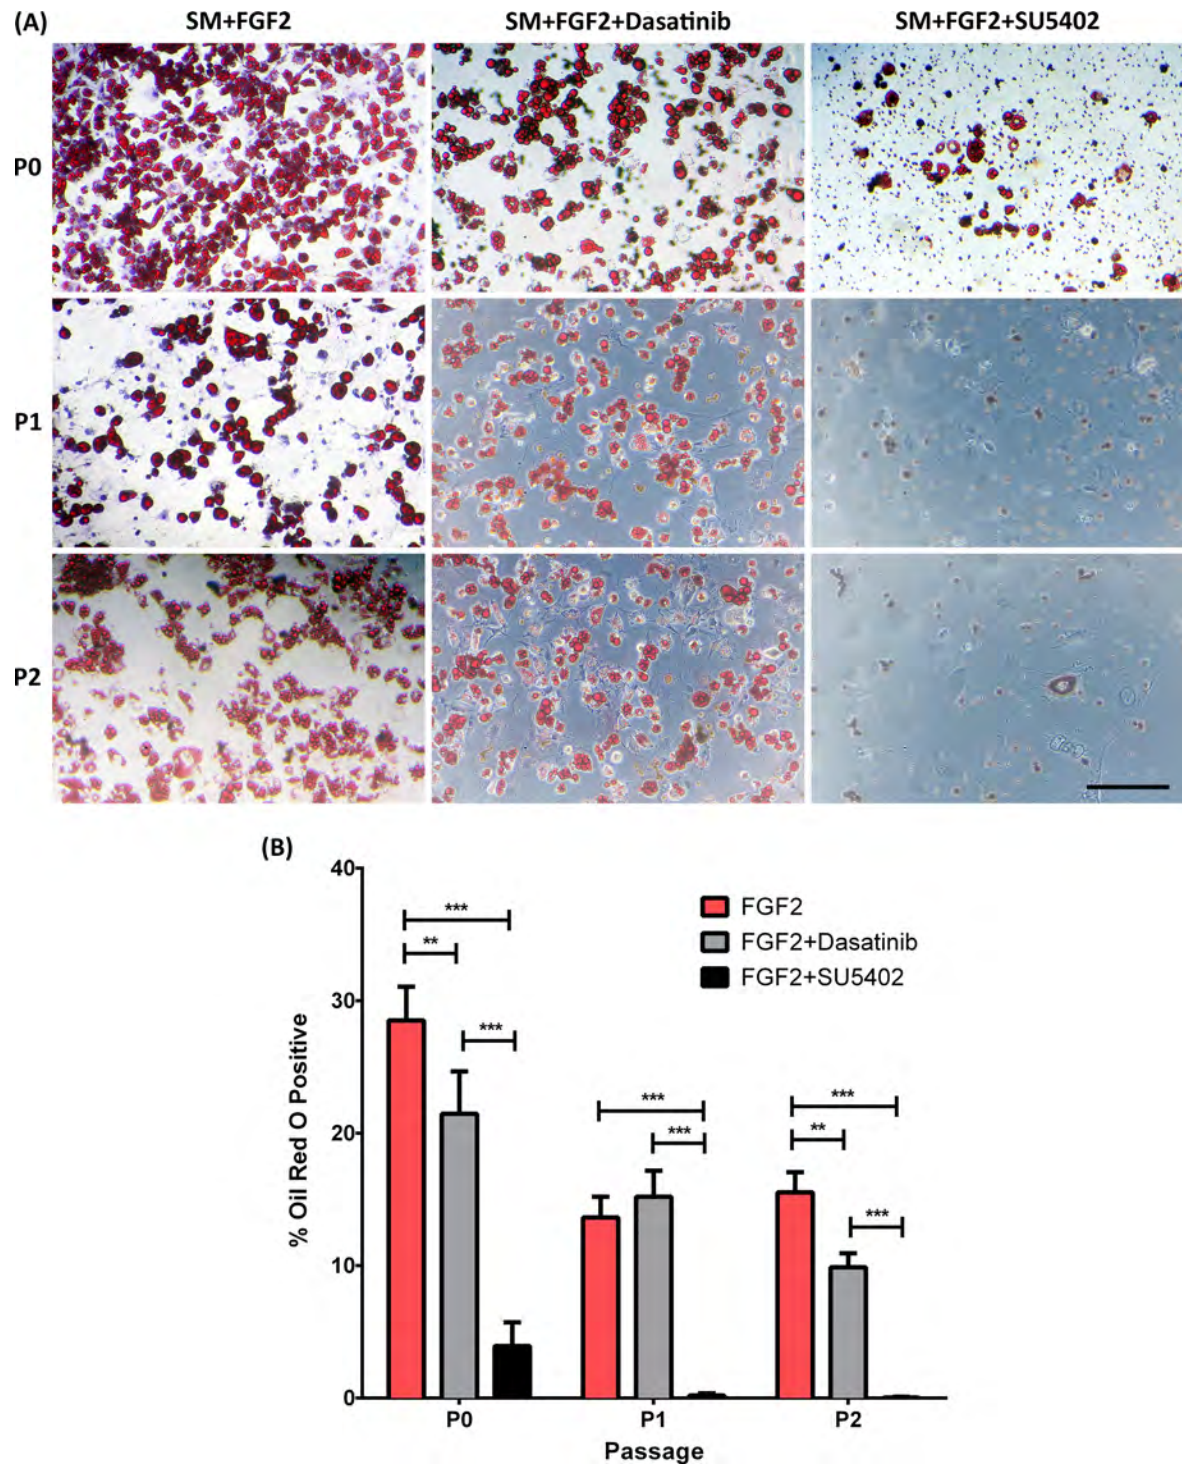 (A) SM+FGF2 SM+FGF2+Dasatinib SM+FGF2+SU5402
P0
P1
P2
(B)
40
30
20
10
0
% Oil Red O Positive
FGF2
FGF2+Dasatinib
FGF2+SU5402
***
**
***
***
***
***
**
***
P0 P1 P2
Passage